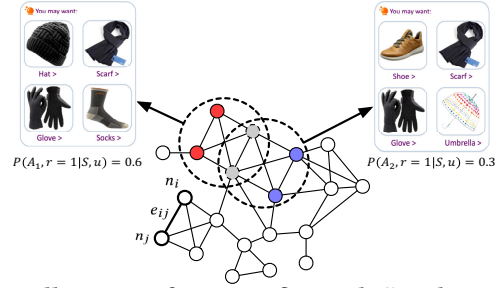 You may want:
Hat >
Scarf >
Glove >
Socks >
P(A₁, r = 1|S, u) = 0.6
You may want:
Shoe >
Scarf >
Glove >
Umbrella >
P(A₂, r = 1|S, u) = 0.3
nᵢ
eᵢⱼ
nⱼ